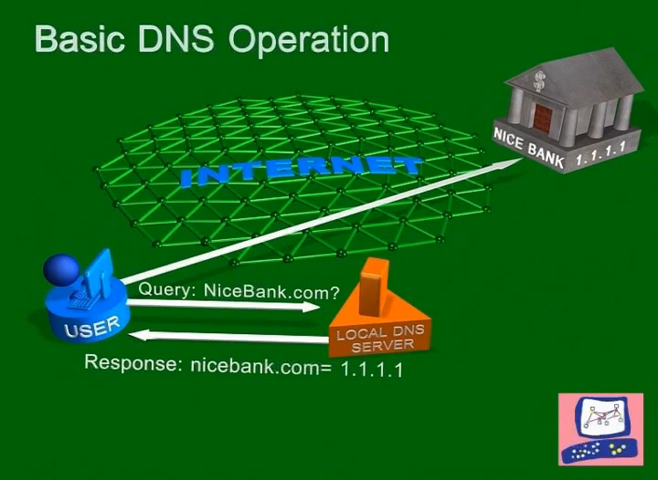 Basic DNS Operation
NICE BANK 1.1.1.1
INTERNET
Query: NiceBank.com?
USER
LOCAL DNS
SERVER
Response: nicebank.com= 1.1.1.1